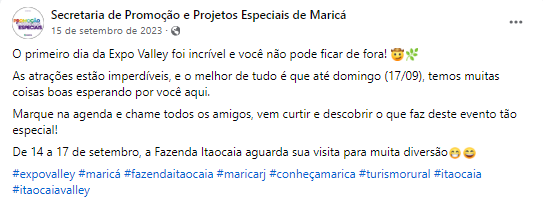 PROMOÇÃO
ESPECIAIS
Secretaria de Promoção e Projetos Especiais de Maricá
15 de setembro de 2023 ·
O primeiro dia da Expo Valley foi incrível e você não pode ficar de fora! 🤠🌿
As atrações estão imperdíveis, e o melhor de tudo é que até domingo (17/09), temos muitas
coisas boas esperando por você aqui.
Marque na agenda e chame todos os amigos, vem curtir e descobrir o que faz deste evento tão
especial!
De 14 a 17 de setembro, a Fazenda Itaocaia aguarda sua visita para muita diversão😁😄
#expovalley #maricá #fazendaitaocaia #maricarj #conheçamarica #turismorural #itaocaia
#itaocaiavalley